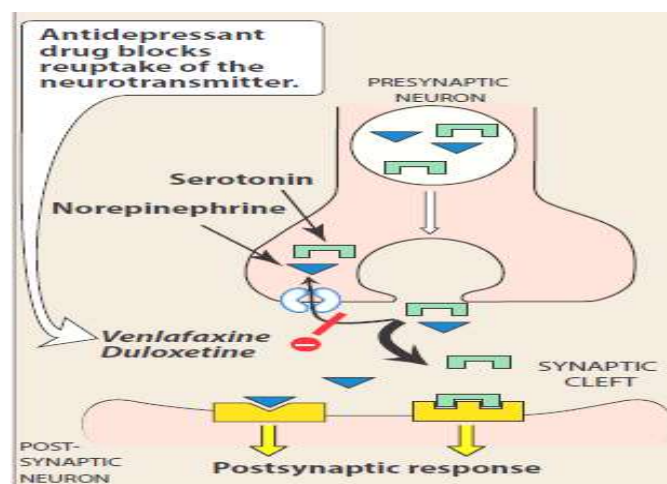 Antidepressant
drug blocks
reuptake of the
neurotransmitter.
PRESYNAPTIC
NEURON
Serotonin
Norepinephrine
Venlafaxine
Duloxetine
SYNAPTIC
CLEFT
POST-
SYNAPTIC
NEURON
Postsynaptic response